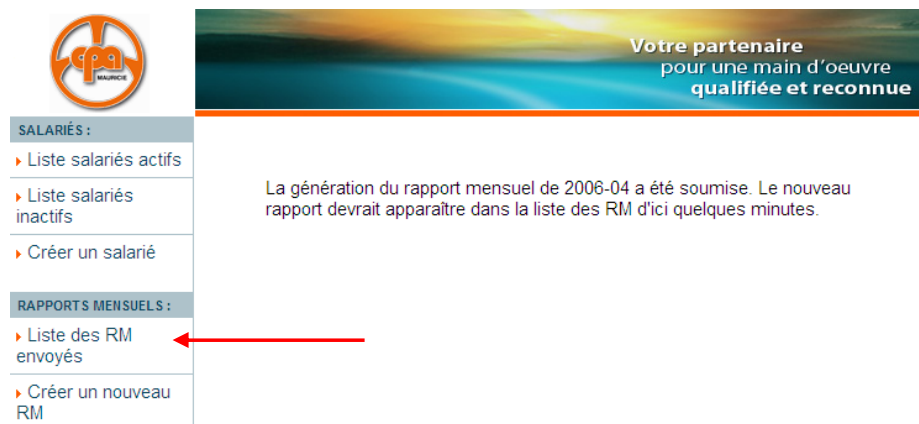 cpa
MAURICIE
Votre partenaire
pour une main d'oeuvre
qualifiée et reconnue
SALARIÉS :
Liste salariés actifs
Liste salariés
inactifs
Créer un salarié
RAPPORTS MENSUELS :
Liste des RM
envoyés
Créer un nouveau
RM
La génération du rapport mensuel de 2006-04 a été soumise. Le nouveau
rapport devrait apparaître dans la liste des RM d'ici quelques minutes.